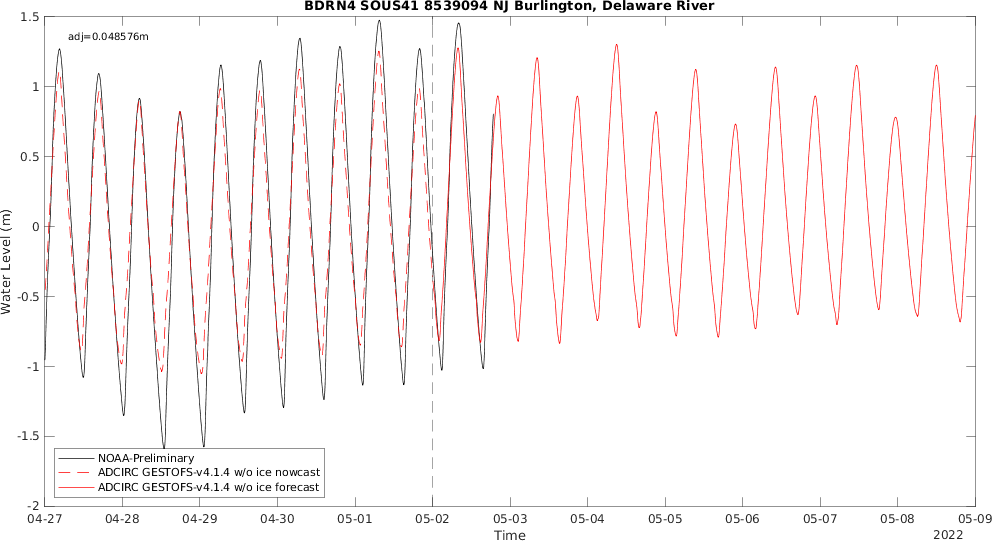 BDRN4 SOUS41 8539094 NJ Burlington, Delaware River
adj=0.048576m
1.5
1
0.5
0
-0.5
-1
-1.5
-2
Water Level (m)
NOAA-Preliminary
ADCIRC GESTOFS-v4.1.4 w/o ice nowcast
ADCIRC GESTOFS-v4.1.4 w/o ice forecast
04-27 04-28 04-29 04-30 05-01 05-02 05-03 05-04 05-05 05-06 05-07 05-08 05-09
Time
2022